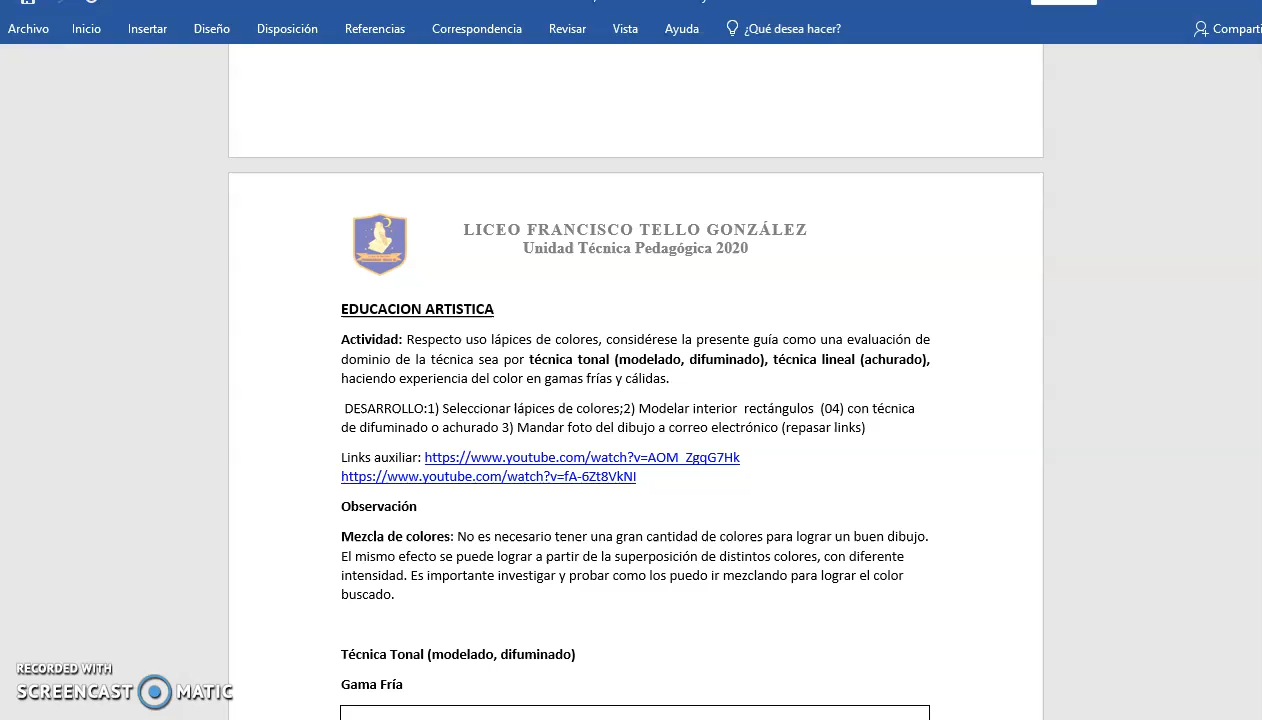 Archivo Inicio Insertar Diseño Disposición Referencias Correspondencia Revisar Vista Ayuda ¿Qué desea hacer? Comparti
LICEO FRANCISCO TELLO GONZÁLEZ
Unidad Técnica Pedagógica 2020
EDUCACION ARTISTICA
Actividad: Respecto uso lápices de colores, considérese la presente guía como una evaluación de
dominio de la técnica sea por técnica tonal (modelado, difuminado), técnica lineal (achurado),
haciendo experiencia del color en gamas frías y cálidas.
DESARROLLO:1) Seleccionar lápices de colores;2) Modelar interior rectángulos (04) con técnica
de difuminado o achurado 3) Mandar foto del dibujo a correo electrónico (repasar links)
Links auxiliar: https://www.youtube.com/watch?v=AOM_ZgqG7Hk
https://www.youtube.com/watch?v=fA-6Zt8VkNI
Observación
Mezcla de colores: No es necesario tener una gran cantidad de colores para lograr un buen dibujo.
El mismo efecto se puede lograr a partir de la superposición de distintos colores, con diferente
intensidad. Es importante investigar y probar como los puedo ir mezclando para lograr el color
buscado.
Técnica Tonal (modelado, difuminado)
Gama Fría
RECORDED WITH
SCREENCAST MATIC